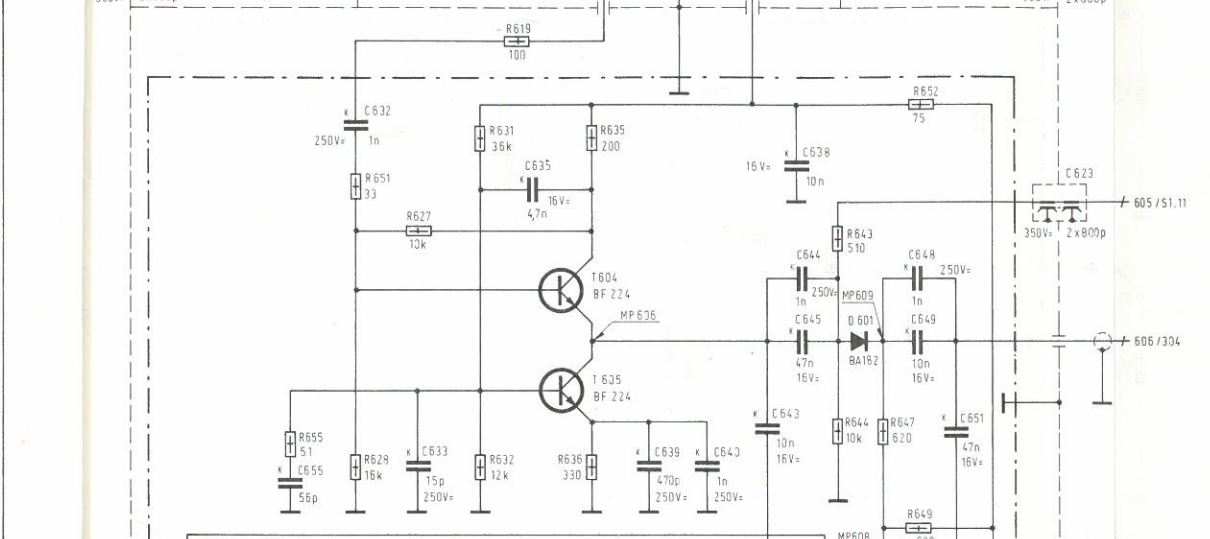 R619
100
R652
75
K C632
250V= 1n
R631
36k
R635
200
C635
K
16V=
4,7n
K C638
16V=
10n
C623
605/S1.11
350V= 2x800p
R651
33
R627
10k
R643
510
C644
K
1n
250V=
C648
K
250V=
1n
MP609
T604
BF 224
MP606
C645
K
47n
16V=
D601
BA182
C649
K
10n
16V=
606/304
T605
BF 224
R655
51
K C655
56p
R628
16k
K C633
15p
250V=
R632
12k
R636
330
K C639
470p
250V=
K C640
1n
250V=
K C643
10n
16V=
R644
10k
R647
620
K C651
47n
16V=
R649
MP608